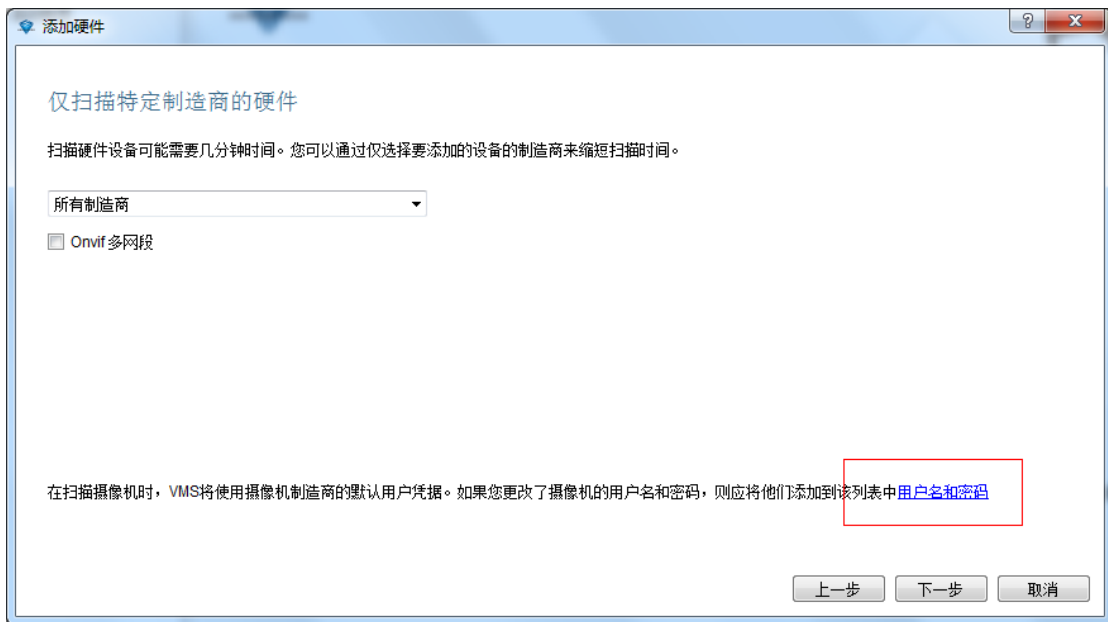 添加硬件
仅扫描特定制造商的硬件
扫描硬件设备可能需要几分钟时间。您可以通过仅选择要添加的设备的制造商来缩短扫描时间。
所有制造商
Onvif多网段
在扫描摄像机时，VMS将使用摄像机制造商的默认用户凭据。如果您更改了摄像机的用户名和密码，则应将他们添加到该列表中用户名和密码
上一步 下一步 取消